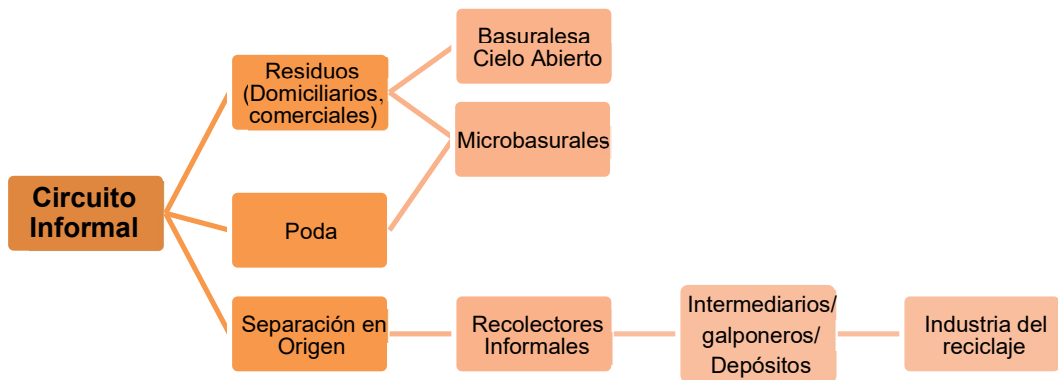 Circuito
Informal
Residuos
(Domiciliarios,
comerciales)
Poda
Separación en
Origen
Basuralesa
Cielo Abierto
Microbasurales
Recolectores
Informales
Intermediarios/
galponeros/
Depósitos
Industria del
reciclaje